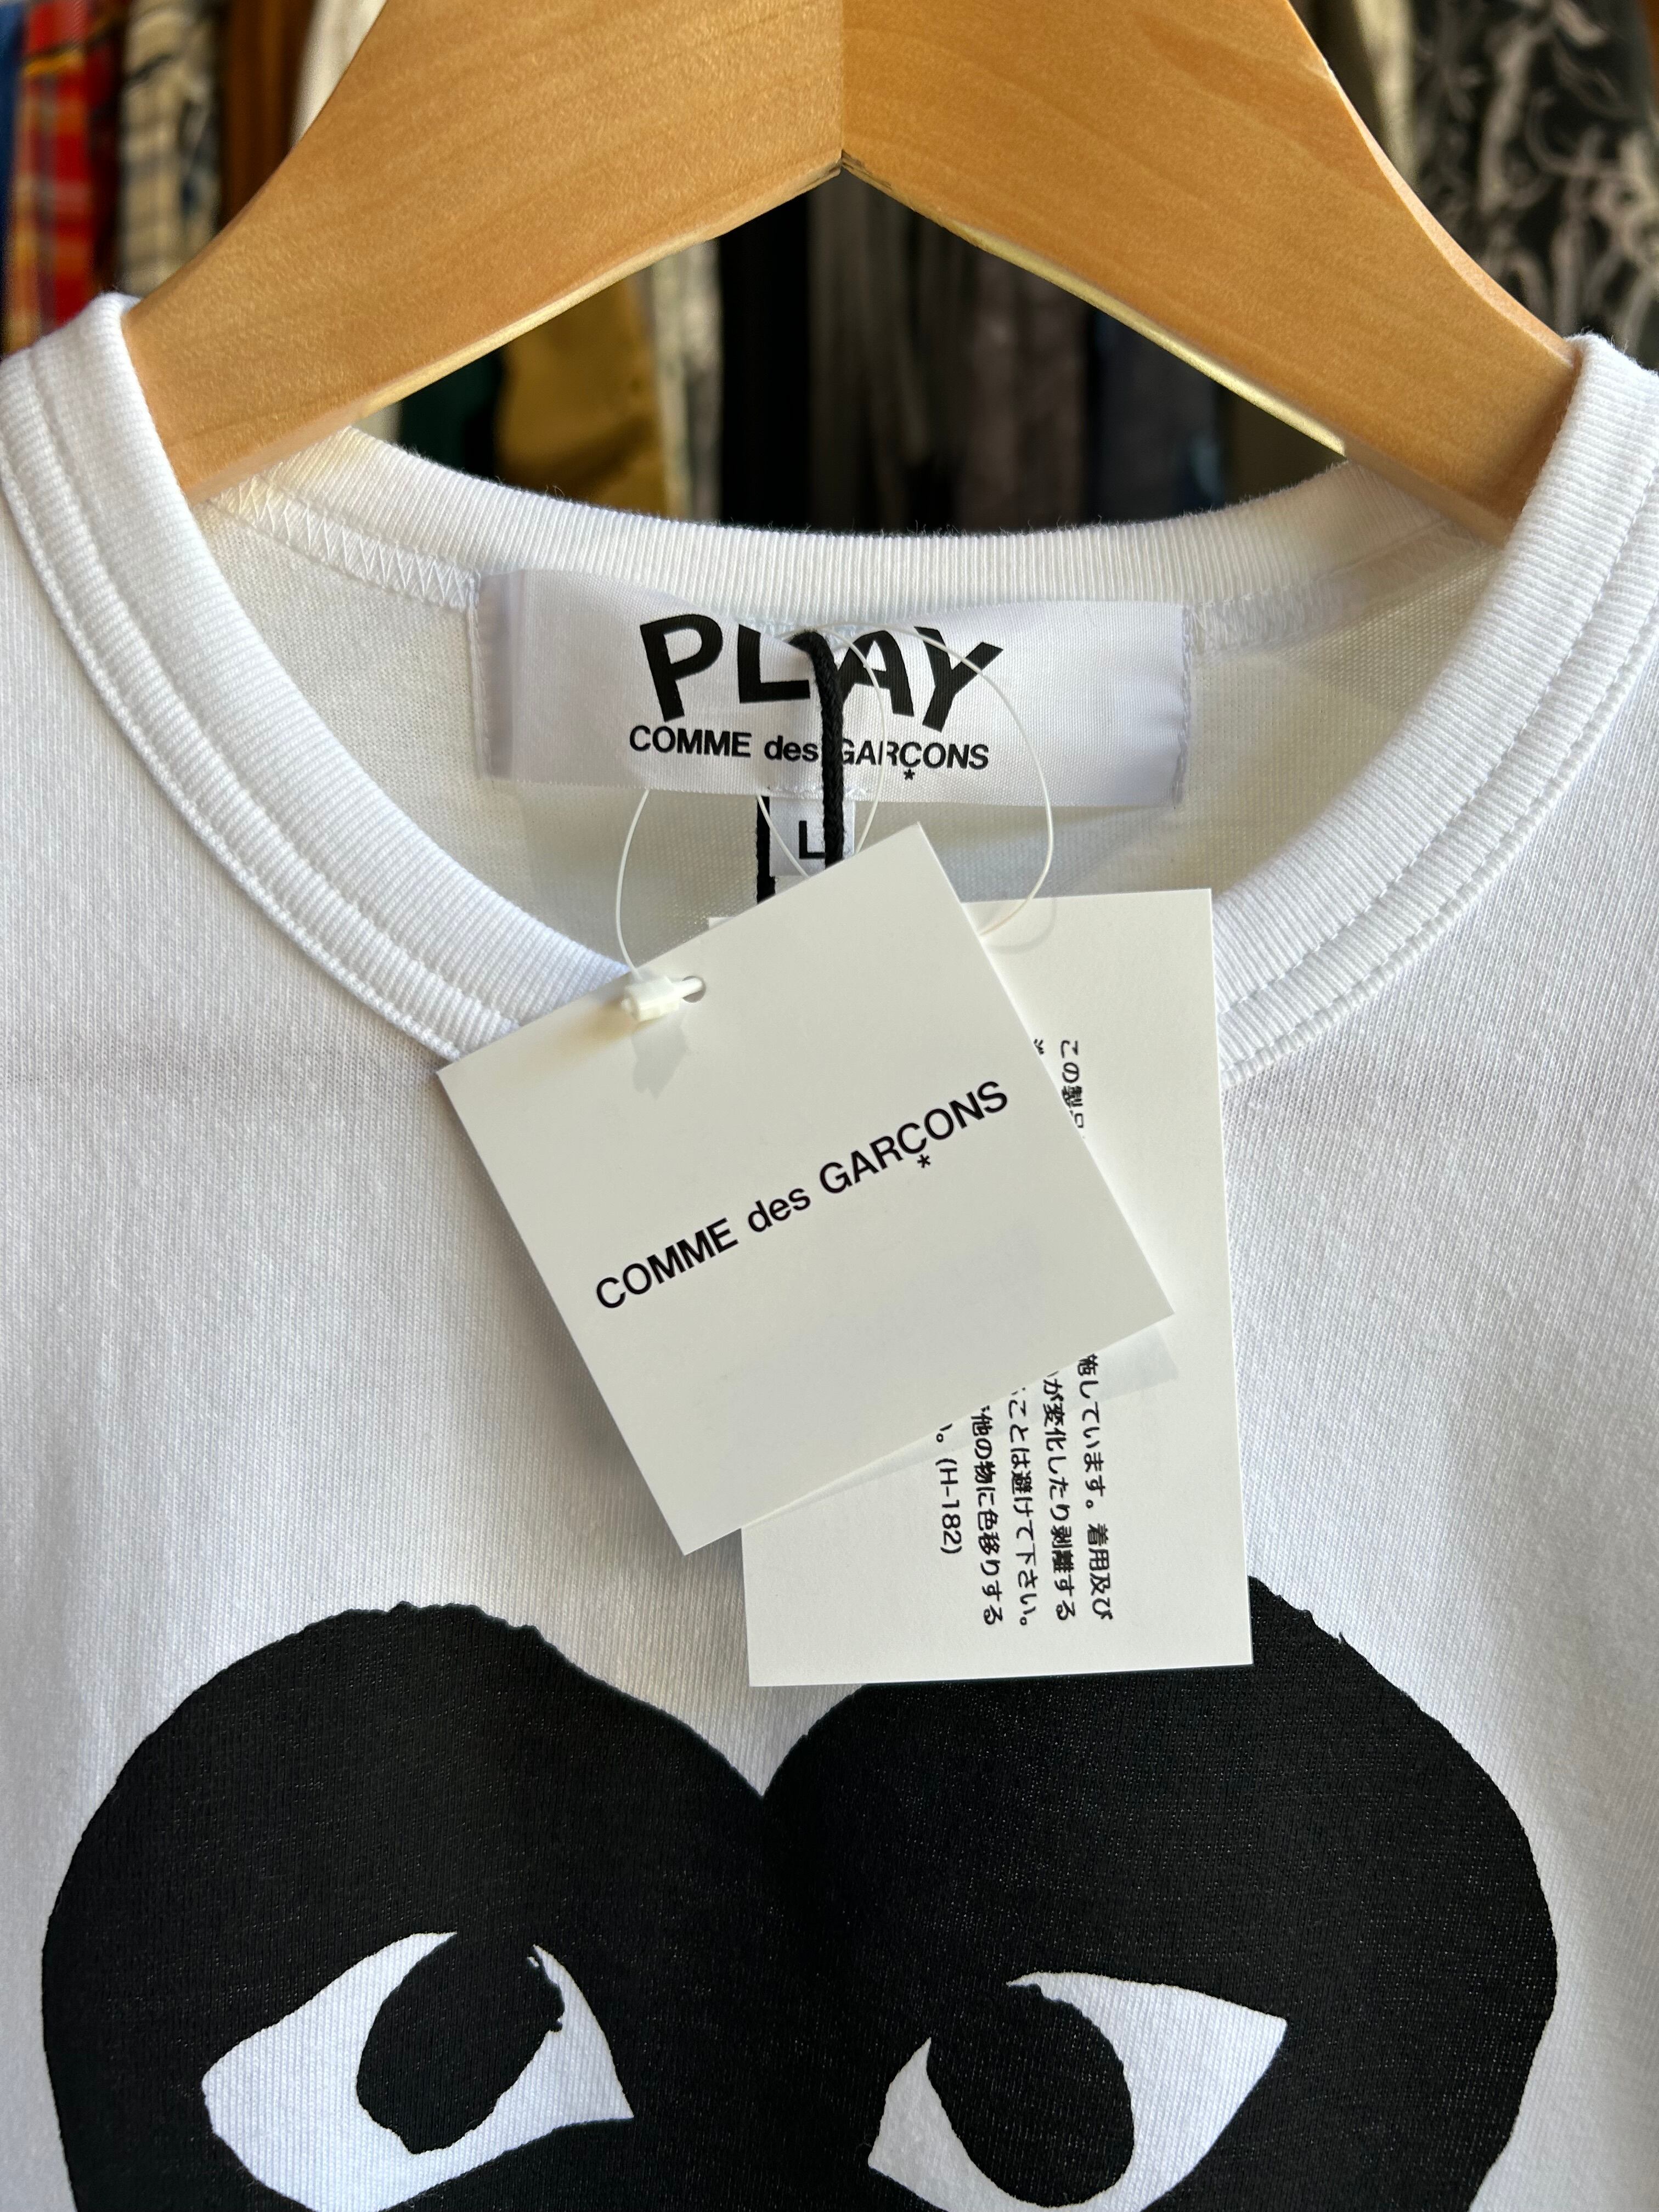 PLAY
COMME des GARÇONS
L
COMME des GARÇONS
この製品
施しています。着用及び
が変化したり剥離する
ことは避けて下さい。
他の物に色移りする
い。(H-182)